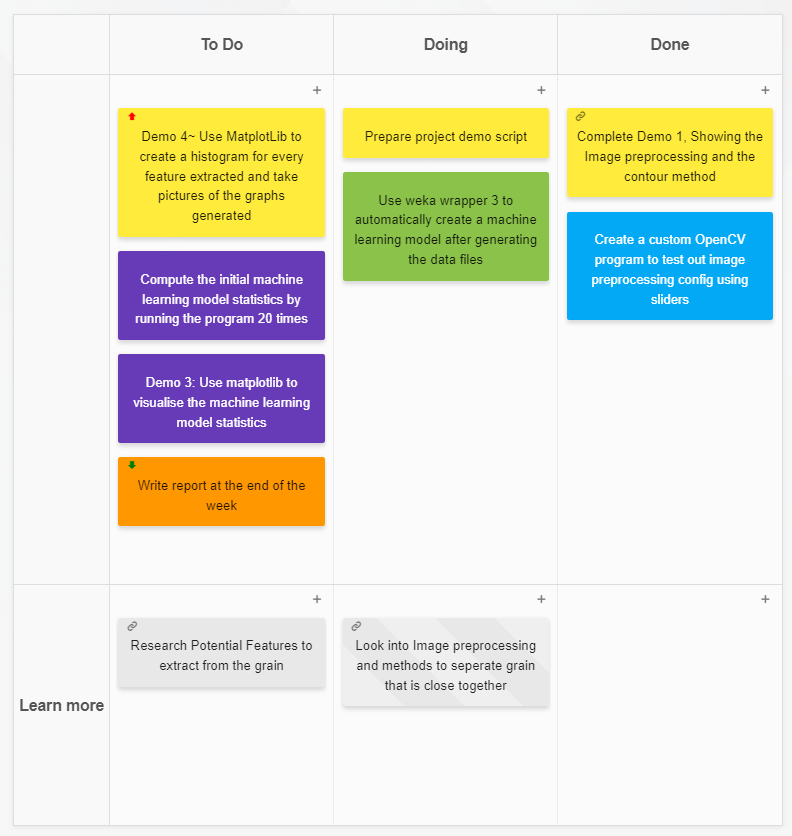 To Do
Doing
Done
+
+
+
Demo 4~ Use MatplotLib to
create a histogram for every
feature extracted and take
pictures of the graphs
generated
Compute the initial machine
learning model statistics by
running the program 20 times
Demo 3: Use matplotlib to
visualise the machine learning
model statistics
Write report at the end of the
week
Prepare project demo script
Use weka wrapper 3 to
automatically create a machine
learning model after generating
the data files
Complete Demo 1, Showing the
Image preprocessing and the
contour method
Create a custom OpenCV
program to test out image
preprocessing config using
sliders
Learn more
+
+
+
Research Potential Features to
extract from the grain
Look into Image preprocessing
and methods to seperate grain
that is close together